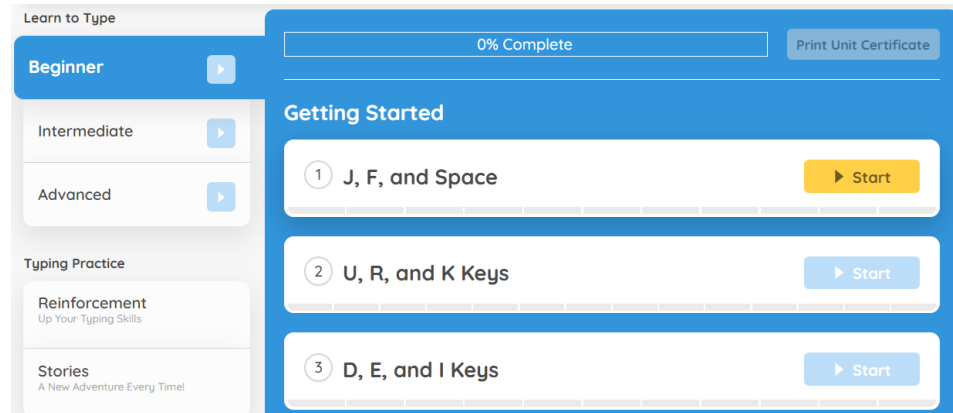 Learn to Type
Beginner
Intermediate
Advanced
Typing Practice
Reinforcement
Up Your Typing Skills
Stories
A New Adventure Every Time!
0% Complete
Print Unit Certificate
Getting Started
1 J, F, and Space Start
2 U, R, and K Keys Start
3 D, E, and I Keys Start